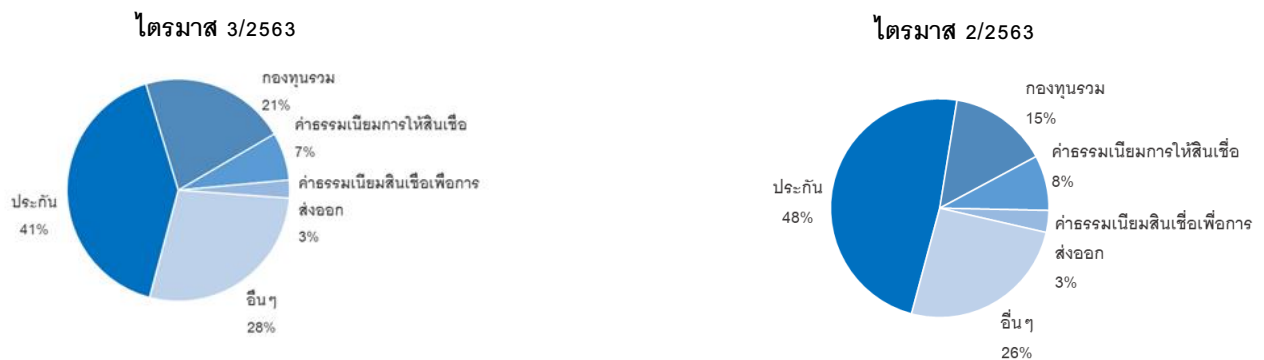 ไตรมาส 3/2563
กองทุนรวม
21%
ค่าธรรมเนียมการให้สินเชื่อ
7%
ค่าธรรมเนียมสินเชื่อเพื่อการ
ส่งออก
3%
ประกัน
41%
อื่นๆ
28%
ไตรมาส 2/2563
กองทุนรวม
15%
ค่าธรรมเนียมการให้สินเชื่อ
8%
ค่าธรรมเนียมสินเชื่อเพื่อการ
ส่งออก
3%
ประกัน
48%
อื่นๆ
26%